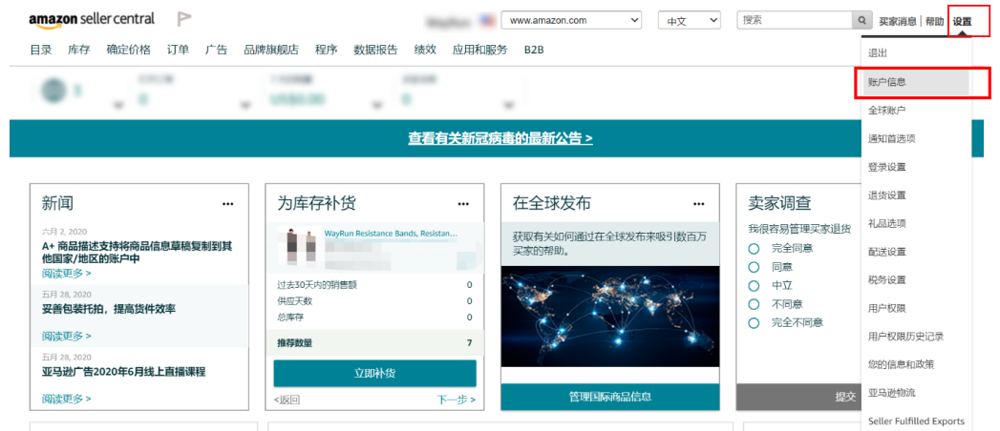 amazon seller central
www.amazon.com
中文
搜索
买家消息 | 帮助
设置
目录 库存 确定价格 订单 广告 品牌旗舰店 程序 数据报告 绩效 应用和服务 B2B
查看有关新冠病毒的最新公告 >
新闻
六月 2, 2020
A+ 商品描述支持将商品信息草稿复制到其
他国家/地区的账户中
阅读更多 >
五月 28, 2020
妥善包装托拍，提高货件效率
阅读更多 >
五月 28, 2020
亚马逊广告2020年6月线上直播课程
阅读更多 >
为库存补货
WayRun Resistance Bands, Resistan...
过去30天内的销售额 0
供应天数 0
总库存 0
推荐数量 7
立即补货
<返回
下一步 >
在全球发布
获取有关如何通过在全球发布来吸引数百万
买家的帮助。
管理国际商品信息
卖家调查
我很容易管理买家退货
完全同意
同意
中立
不同意
完全不同意
提交
退出
账户信息
全球账户
通知首选项
登录设置
退货设置
礼品选项
配送设置
税务设置
用户权限
用户权限历史记录
您的信息和政策
亚马逊物流
Seller Fulfilled Exports